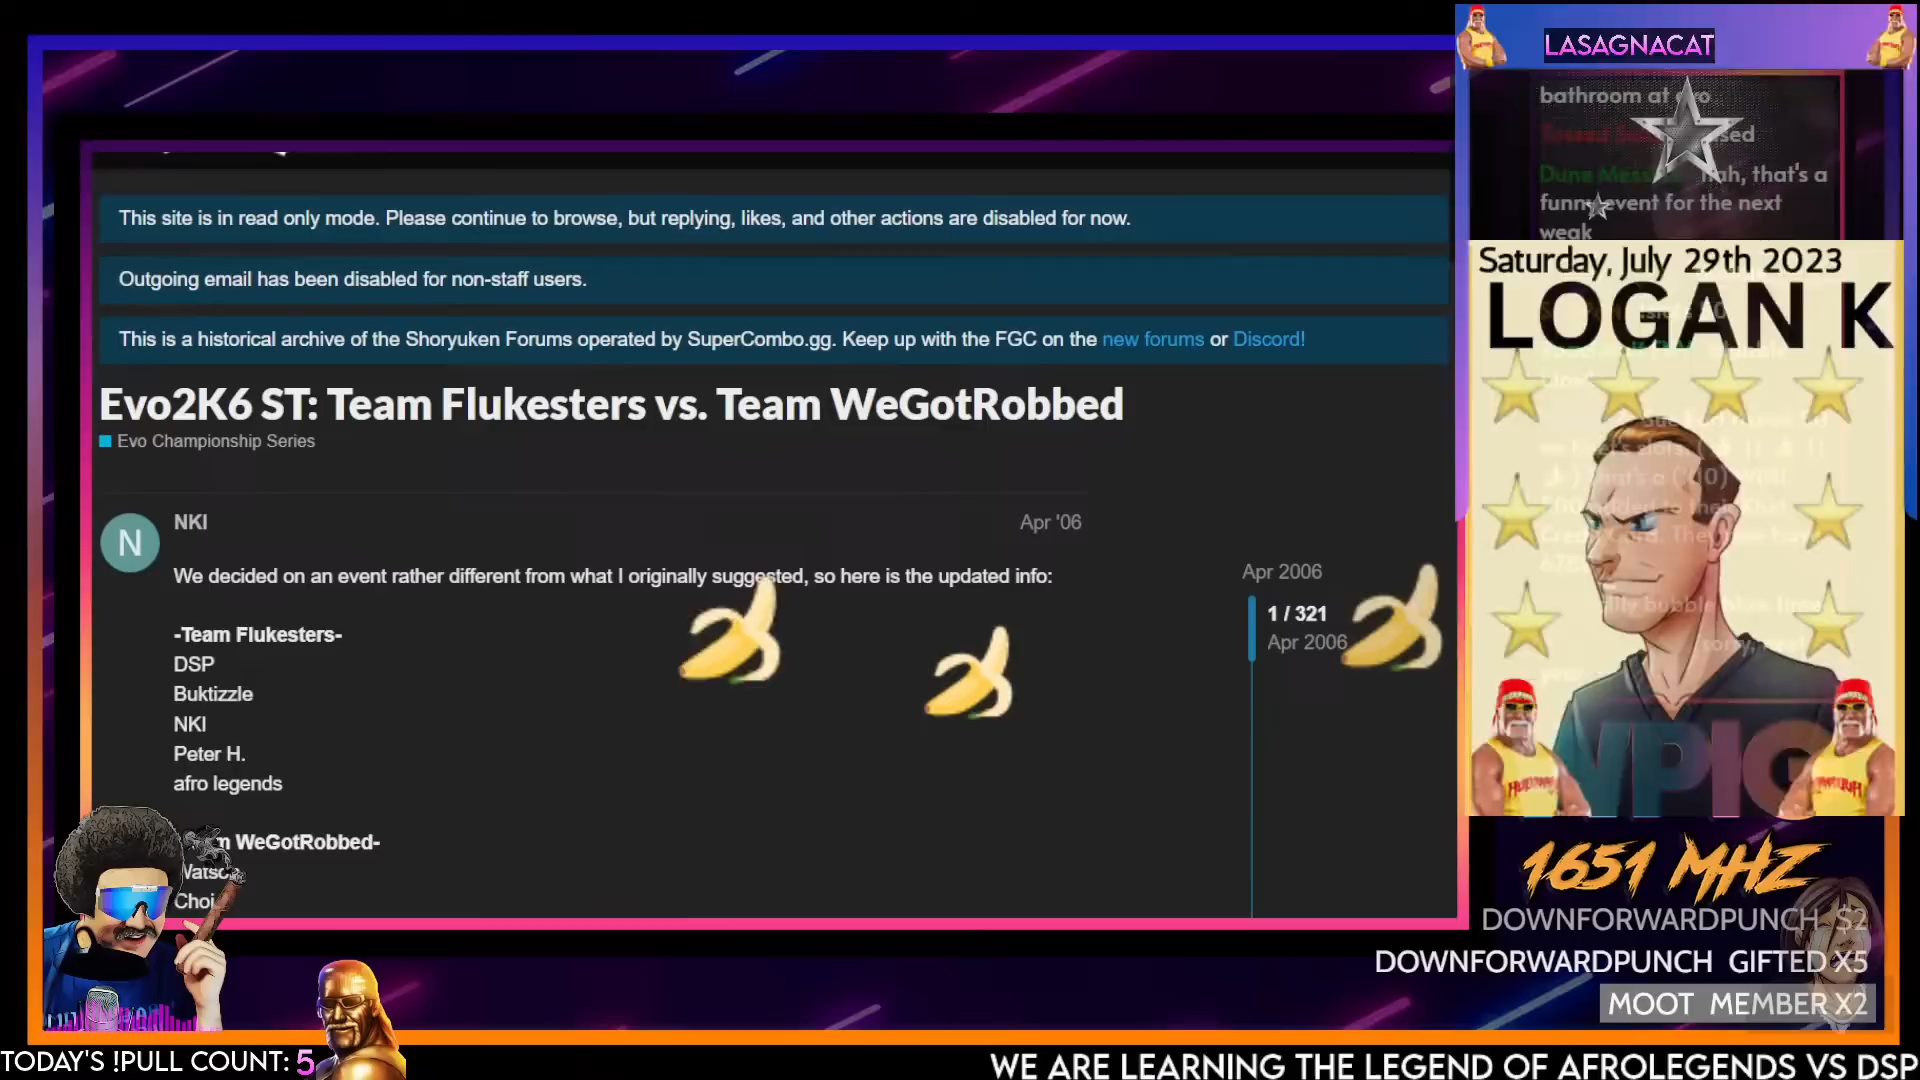 LASAGNACAT
bathroom at evo
nah, that's a
funny event for the next
weak
Saturday, July 29th 2023
LOGAN K
This site is in read only mode. Please continue to browse, but replying, likes, and other actions are disabled for now.
Outgoing email has been disabled for non-staff users.
This is a historical archive of the Shoryuken Forums operated by SuperCombo.gg. Keep up with the FGC on the new forums or Discord!
Evo2K6 ST: Team Flukesters vs. Team WeGotRobbed
Evo Championship Series
N
NKI
Apr '06
We decided on an event rather different from what I originally suggested, so here is the updated info:
Apr 2006
1 / 321
Apr 2006
-Team Flukesters-
DSP
Buktizzle
NKI
Peter H.
afro legends
WeGotRobbed-
Choi
1651 MHZ
DOWNFORWARDPUNCH $2
DOWNFORWARDPUNCH GIFTED X5
MOOT MEMBER X2
TODAY'S !PULL COUNT: 5
WE ARE LEARNING THE LEGEND OF AFROLEGENDS VS DSP